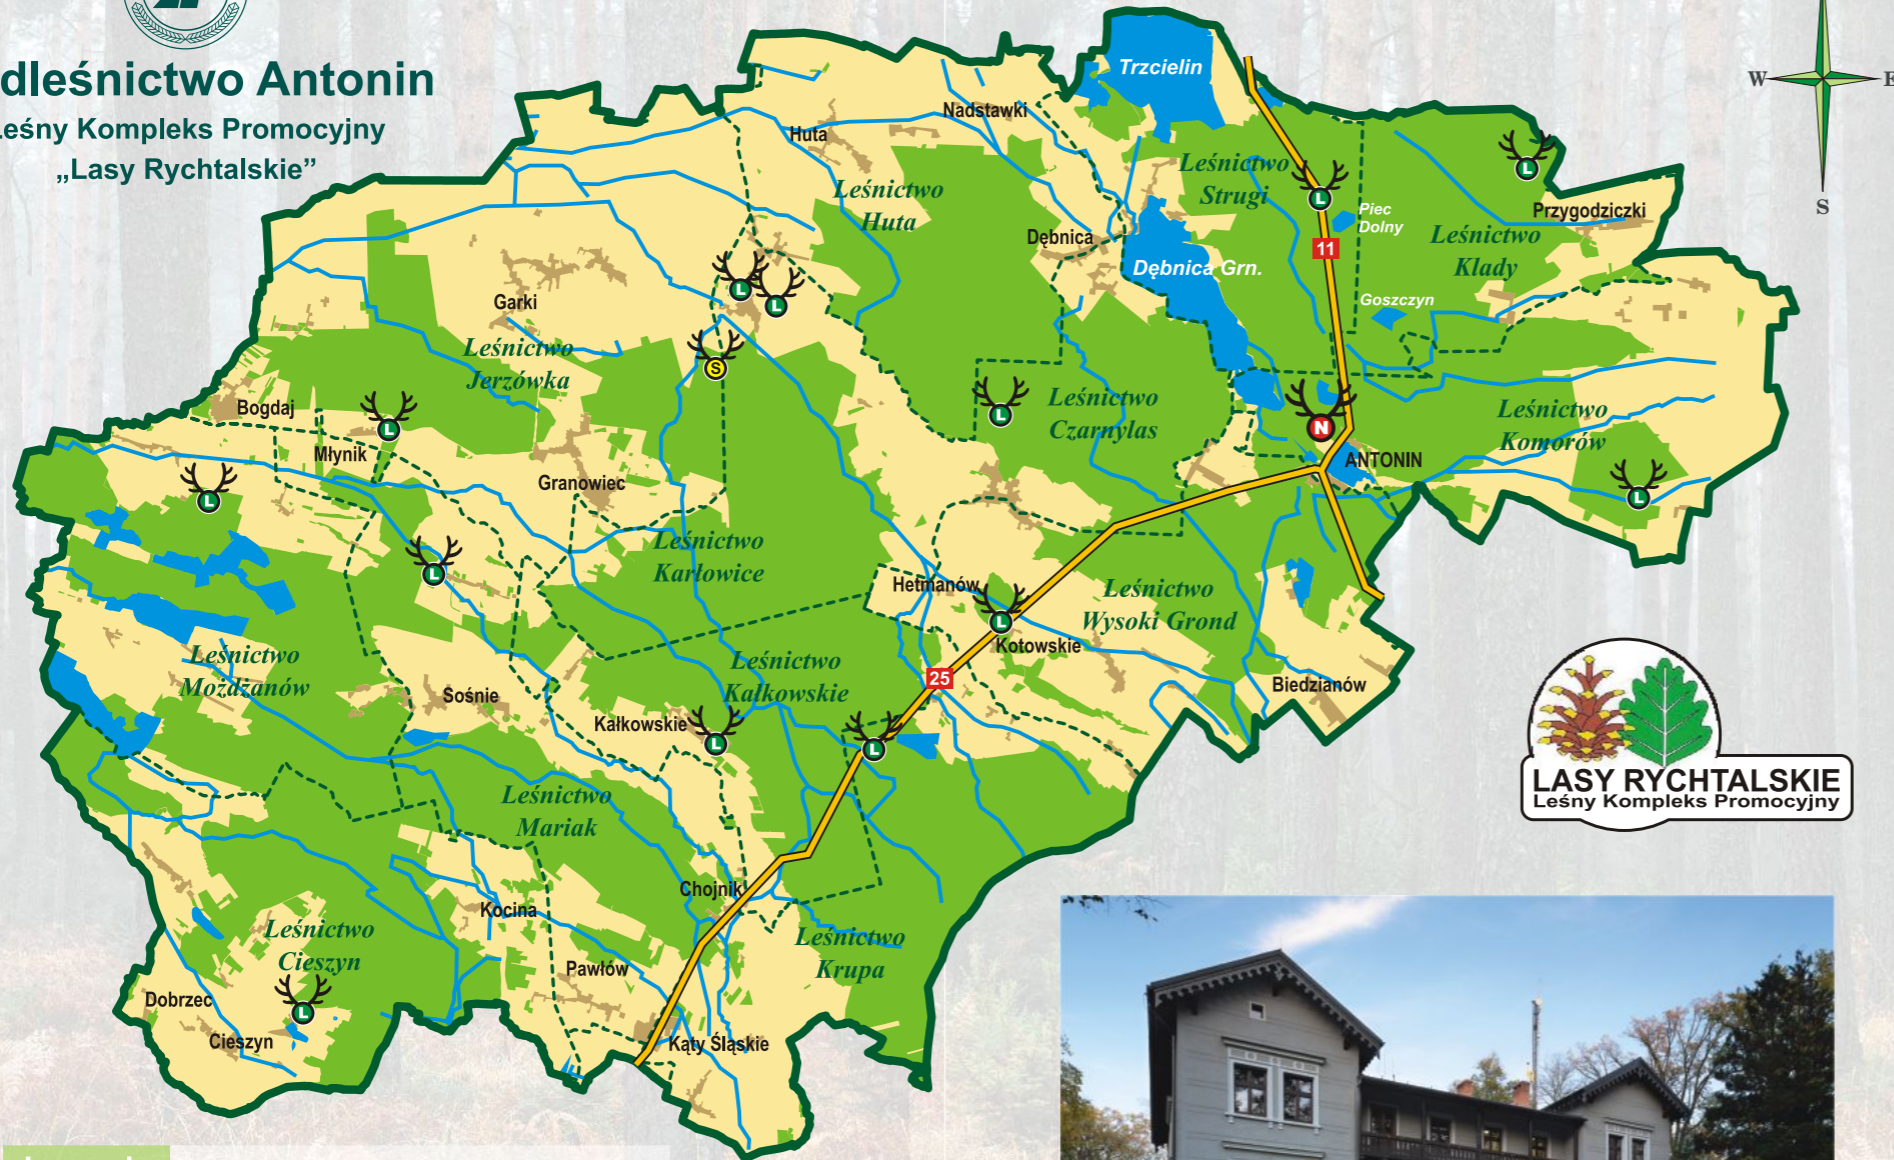 dleśnictwo Antonin
Leśny Kompleks Promocyjny
„Lasy Rychtalskie”
W
E
S
Trzcielin
Nadstawki
Huta
Leśnictwo
Huta
Leśnictwo
Strugi
L
L
Piec
Dolny
Przygodziczki
Leśnictwo
Klady
Dębnica
Dębnica Grn.
11
Goszczyn
Garki
L
L
Leśnictwo
Jerzówka
S
Bogdaj
L
Młynik
L
Leśnictwo
Czarnylas
N
ANTONIN
Leśnictwo
Komorów
L
Granowiec
L
L
Leśnictwo
Karłowice
Hetmanów
L
Kotowskie
Leśnictwo
Wysoki Grond
Biedzianów
Leśnictwo
Możdżanów
Sośnie
Leśnictwo
Kałkowskie
25
Kałkowskie
L
L
LASY RYCHTALSKIE
Leśny Kompleks Promocyjny
Leśnictwo
Mariak
Chojnik
Kocina
Leśnictwo
Cieszyn
Leśnictwo
Krupa
Pawłów
Dobrzec
L
Cieszyn
Kąty Śląskie